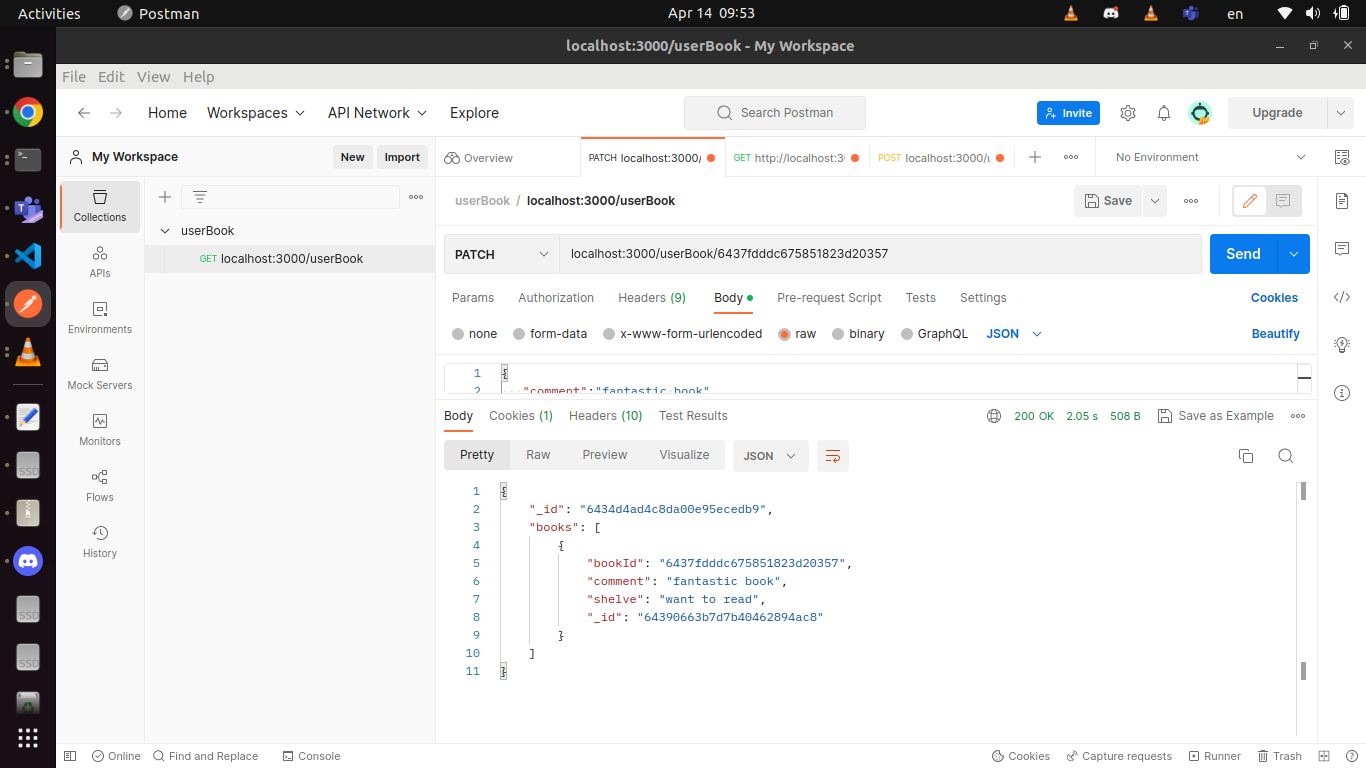 Activities Postman Apr 14 09:53 en
localhost:3000/userBook - My Workspace
File Edit View Help
Home Workspaces API Network Explore Search Postman Invite Upgrade
My Workspace New Import Overview PATCH localhost:3000/ GET http://localhost:3 POST localhost:3000/u No Environment
Collections
APIs
Environments
Mock Servers
Monitors
Flows
History
userBook
GET localhost:3000/userBook
userBook / localhost:3000/userBook Save
PATCH localhost:3000/userBook/6437fdddc675851823d20357 Send
Params Authorization Headers (9) Body Pre-request Script Tests Settings Cookies
none form-data x-www-form-urlencoded raw binary GraphQL JSON Beautify
1 {
2 "comment":"fantastic book"
Body Cookies (1) Headers (10) Test Results 200 OK 2.05 s 508 B Save as Example
Pretty Raw Preview Visualize JSON
1 {
2 "_id": "6434d4ad4c8da00e95ecedb9",
3 "books": [
4 {
5 "bookId": "6437fdddc675851823d20357",
6 "comment": "fantastic book",
7 "shelve": "want to read",
8 "_id": "64390663b7d7b40462894ac8"
9 }
10 ]
11 }
SSD
SSD
SSD
Online Find and Replace Console Cookies Capture requests Runner Trash